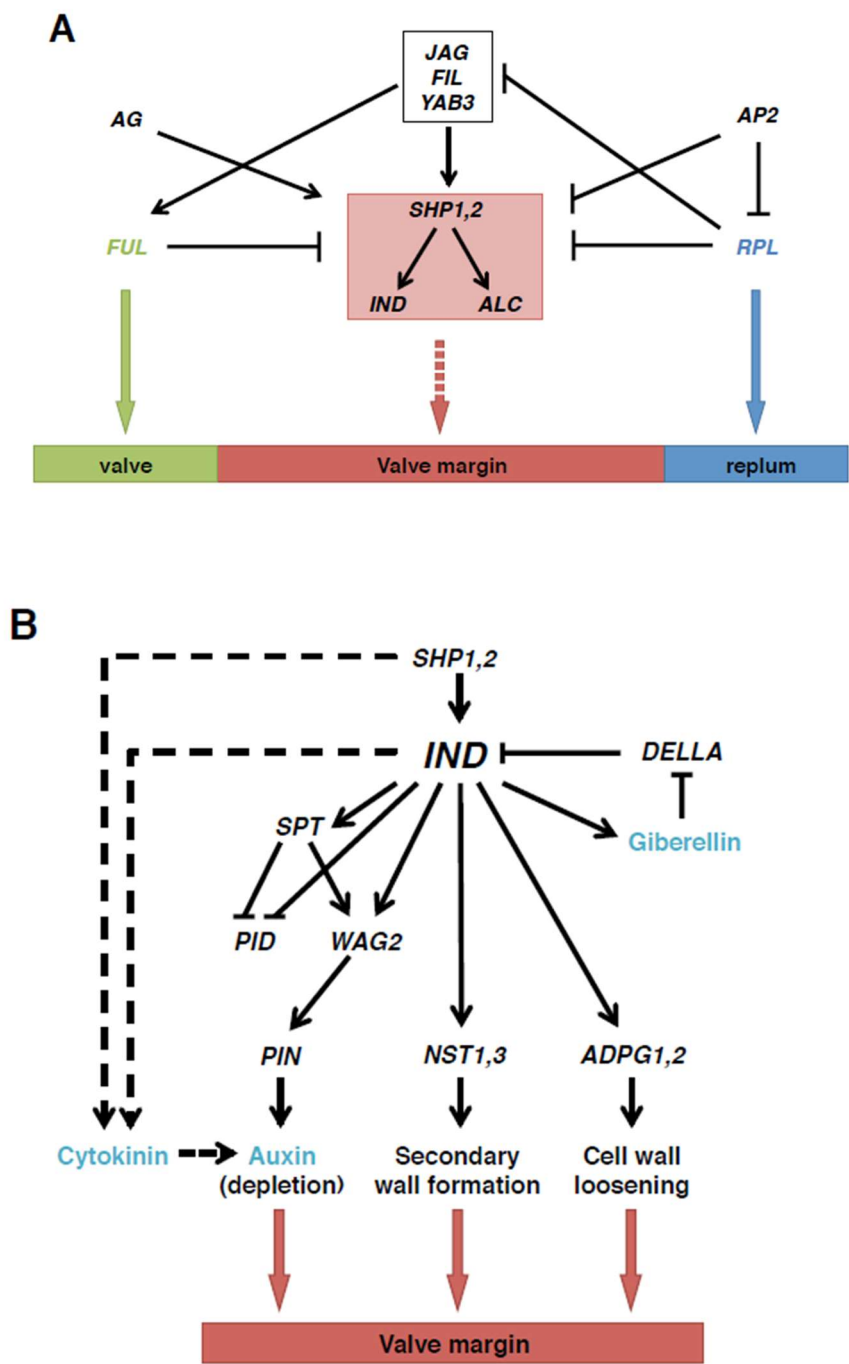 A
JAG
FIL
YAB3
AG
AP2
SHP1,2
FUL
RPL
IND
ALC
valve
Valve margin
replum
B
SHP1,2
IND
DELLA
SPT
Giberellin
PID
WAG2
PIN
NST1,3
ADPG1,2
Cytokinin
Auxin
(depletion)
Secondary
wall formation
Cell wall
loosening
Valve margin